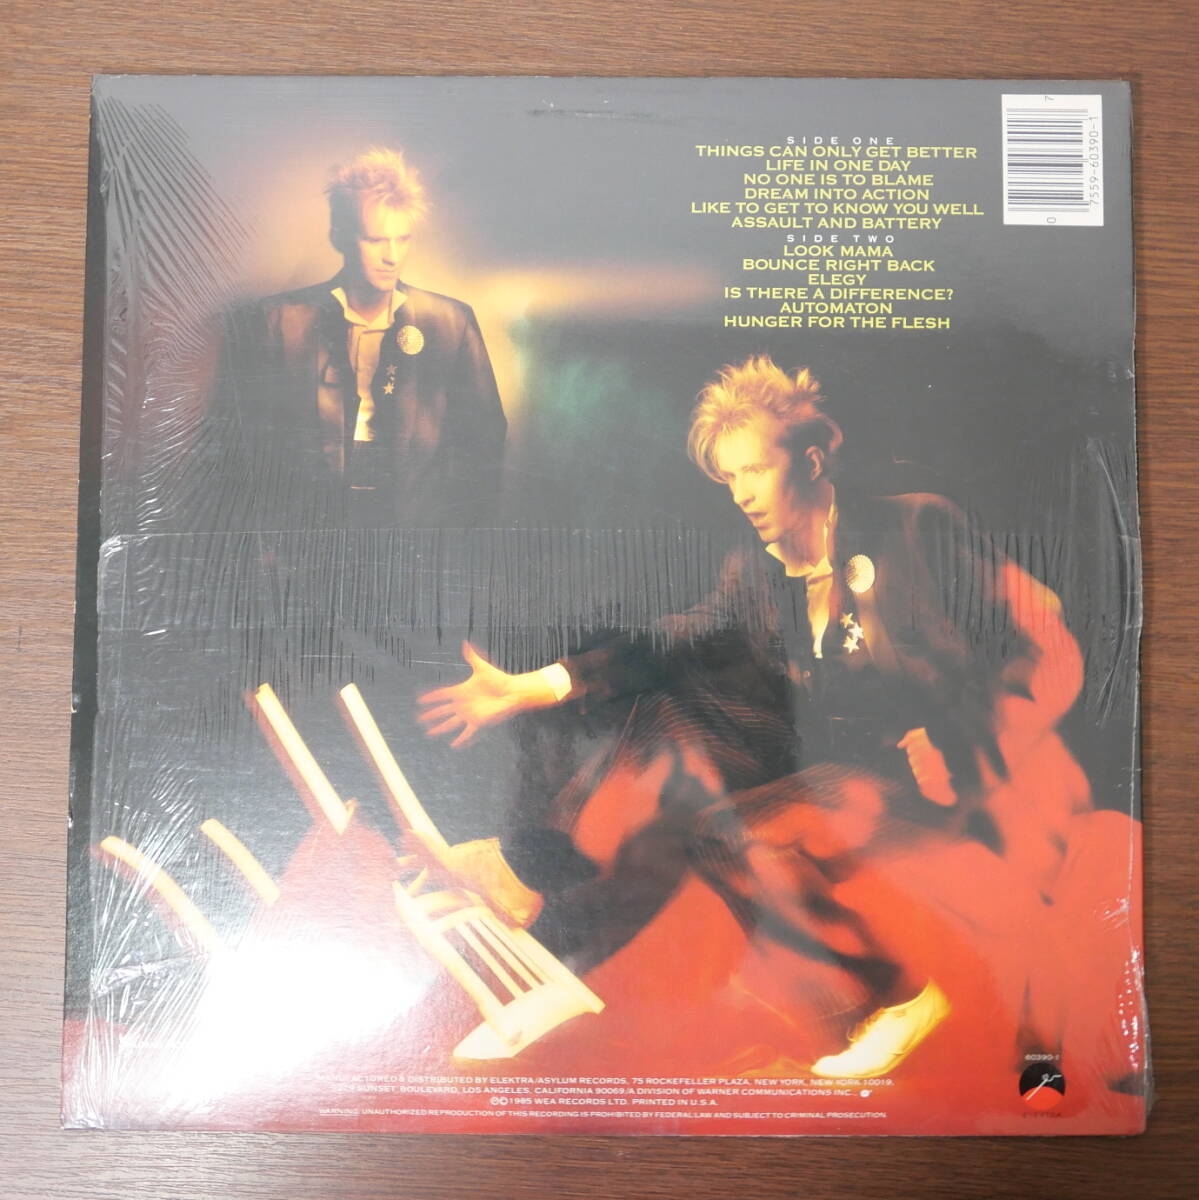 SIDE ONE
THINGS CAN ONLY GET BETTER
LIFE IN ONE DAY
NO ONE IS TO BLAME
DREAM INTO ACTION
LIKE TO GET TO KNOW YOU WELL
ASSAULT AND BATTERY
SIDE TWO
LOOK MAMA
BOUNCE RIGHT BACK
ELEGY
IS THERE A DIFFERENCE?
AUTOMATON
HUNGER FOR THE FLESH
0 7559-60390-1 7
60390-1
& DISTRIBUTED BY ELEKTRA/ASYLUM RECORDS, 75 ROCKEFELLER PLAZA, NEW YORK, NEW YORK 10019,
SUNSET BOULEVARD, LOS ANGELES, CALIFORNIA 90069/A DIVISION OF WARNER COMMUNICATIONS INC.
℗© 1985 WEA RECORDS LTD. PRINTED IN U.S.A.
WARNING: UNAUTHORIZED REPRODUCTION OF THIS RECORDING IS PROHIBITED BY FEDERAL LAW AND SUBJECT TO CRIMINAL PROSECUTION.